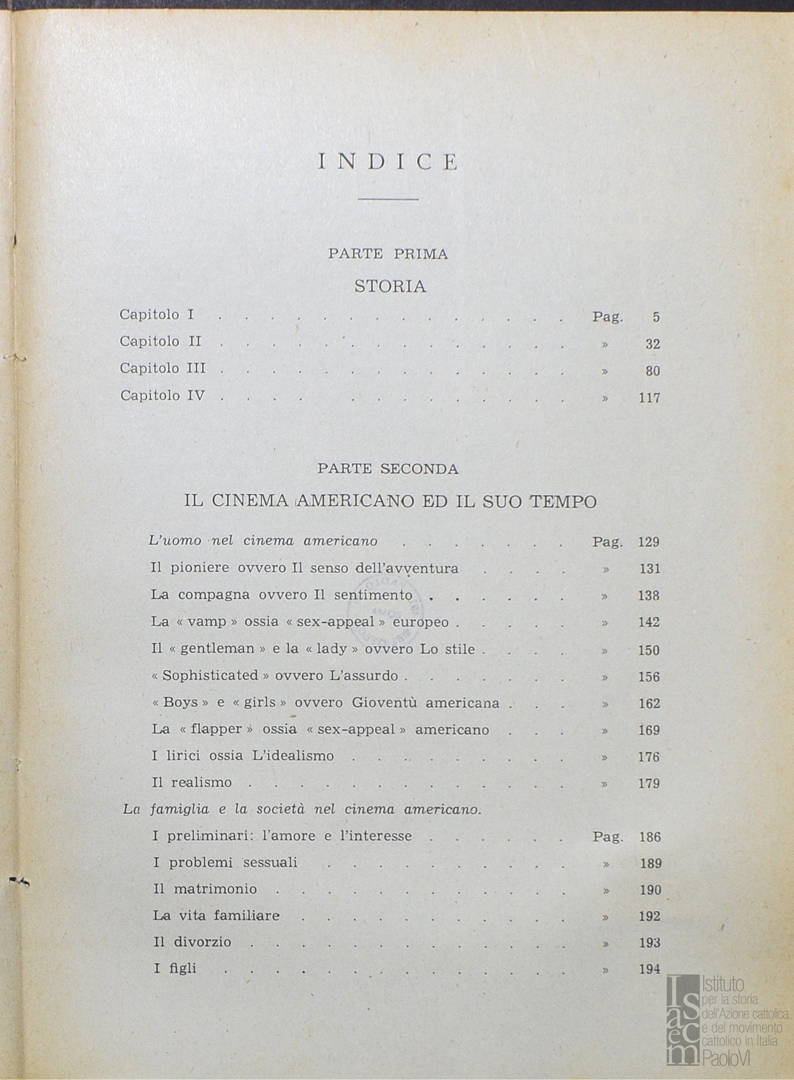 INDICE
PARTE PRIMA
STORIA
Capitolo I . . . . . . . . . . . . . . Pag. 5
Capitolo II . . . . . . . . . . . . . . » 32
Capitolo III . . . . . . . . . . . . . . » 80
Capitolo IV . . . . . . . . . . . . . » 117
PARTE SECONDA
IL CINEMA AMERICANO ED IL SUO TEMPO
L'uomo nel cinema americano . . . . . . . Pag. 129
Il pioniere ovvero Il senso dell'avventura . . . . » 131
La compagna ovvero Il sentimento . . . . . . » 138
La « vamp » ossia « sex-appeal » europeo . . . . . » 142
Il « gentleman » e la « lady » ovvero Lo stile . . . . » 150
« Sophisticated » ovvero L'assurdo . . . . . . . » 156
« Boys » e « girls » ovvero Gioventù americana . . . » 162
La « flapper » ossia « sex-appeal » americano . . . » 169
I lirici ossia L'idealismo . . . . . . . . . » 176
Il realismo . . . . . . . . . . . . . » 179
La famiglia e la società nel cinema americano.
I preliminari: l'amore e l'interesse . . . . . . Pag. 186
I problemi sessuali . . . . . . . . . . » 189
Il matrimonio . . . . . . . . . . . . » 190
La vita familiare . . . . . . . . . . . » 192
Il divorzio . . . . . . . . . . . . . » 193
I figli . . . . . . . . . . . . . . » 194
Isacem
Istituto
per la storia
dell'Azione cattolica
e del movimento
cattolico in Italia
PaoloVI